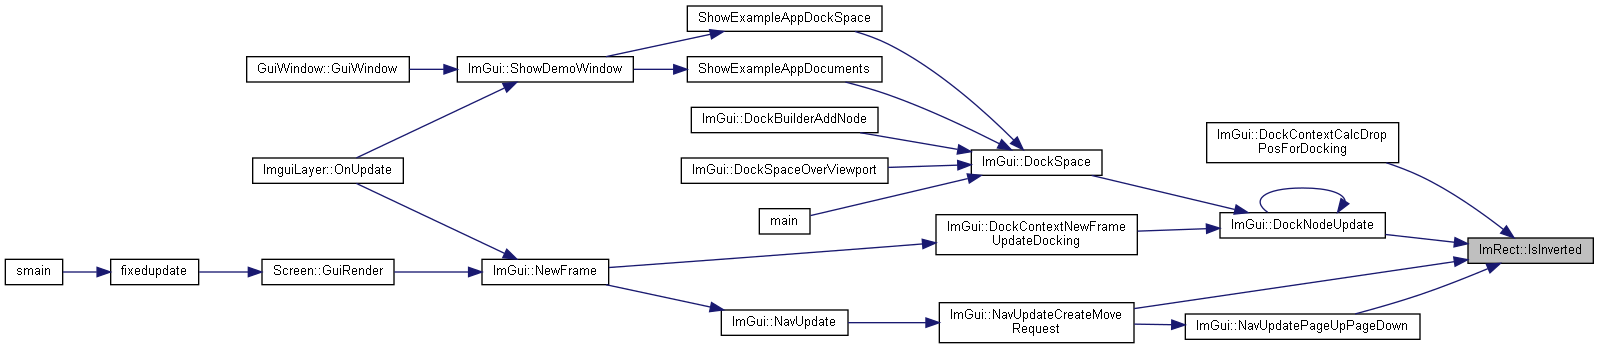 ShowExampleAppDockSpace
GuiWindow::GuiWindow
ImGui::ShowDemoWindow
ShowExampleAppDocuments
ImGui::DockBuilderAddNode
ImGui::DockContextCalcDrop
PosForDocking
ImguiLayer::OnUpdate
ImGui::DockSpaceOverViewport
ImGui::DockSpace
main
ImGui::DockContextNewFrame
UpdateDocking
ImGui::DockNodeUpdate
ImRect::IsInverted
smain
fixedupdate
Screen::GuiRender
ImGui::NewFrame
ImGui::NavUpdate
ImGui::NavUpdateCreateMove
Request
ImGui::NavUpdatePageUpPageDown